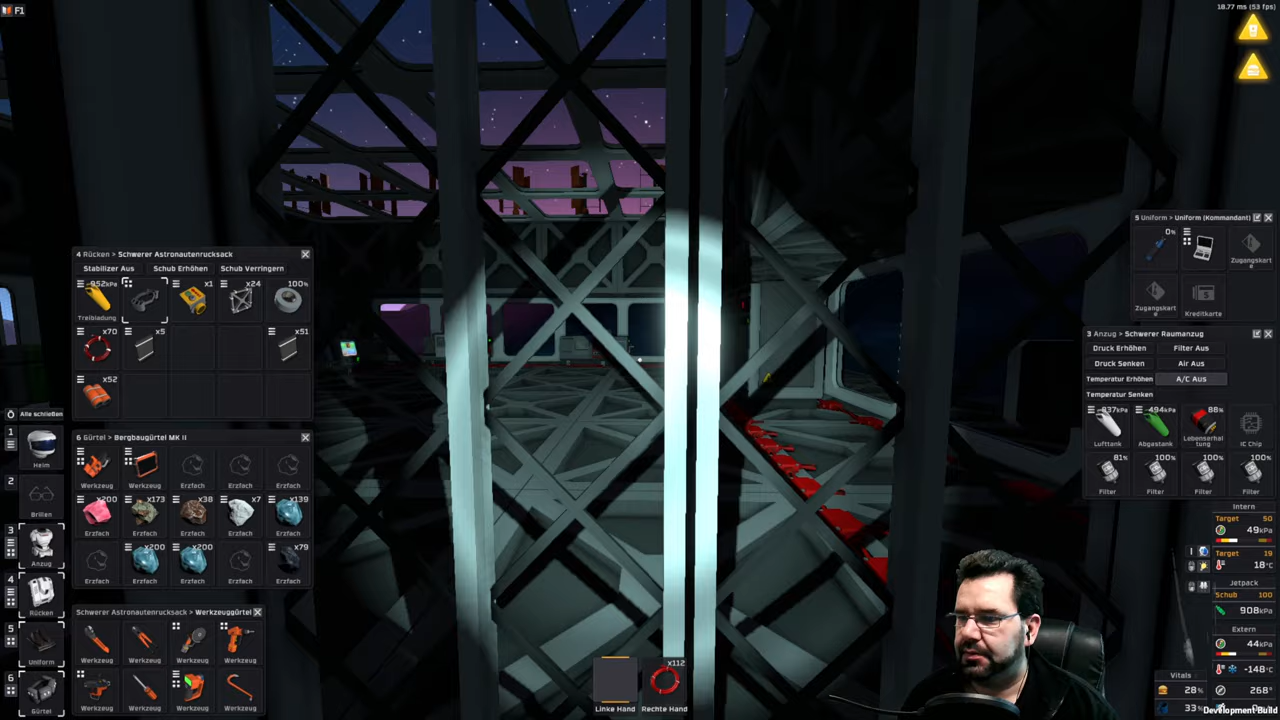 F1
18.77 ms (53 fps)
4 Rücken > Schwerer Astronautenrucksack
Stabilizer Aus
Schub Erhöhen
Schub Verringern
952kPa
x1
x24
100%
Treibladung
x70
x5
x51
x52
Alle schließen
6 Gürtel > Bergbaugürtel MK II
Werkzeug
Werkzeug
Erzfach
Erzfach
Erzfach
x200
x173
x38
x7
x139
Erzfach
Erzfach
Erzfach
Erzfach
Erzfach
x200
x200
x79
Erzfach
Erzfach
Erzfach
Erzfach
Erzfach
Schwerer Astronautenrucksack > Werkzeuggürtel
Werkzeug
Werkzeug
Werkzeug
Werkzeug
Werkzeug
Werkzeug
Werkzeug
Werkzeug
1
Helm
2
Brillen
3
Anzug
4
Rücken
5
Uniform
6
Gürtel
Linke Hand
x112
Rechte Hand
5 Uniform > Uniform (Kommandant)
0%
Zugangskart
e
Zugangskart
e
Kreditkarte
3 Anzug > Schwerer Raumanzug
Druck Erhöhen
Filter Aus
Druck Senken
Air Aus
Temperatur Erhöhen
A/C Aus
Temperatur Senken
837kPa
494kPa
88%
Lufttank
Abgastank
Lebenserhal
tung
IC Chip
81%
100%
100%
100%
Filter
Filter
Filter
Filter
Intern
Target 50
49kPa
Target 19
18°C
Jetpack
Schub 100
908kPa
Extern
44kPa
-148°C
Vitals
28%
268°
33%
Development Build